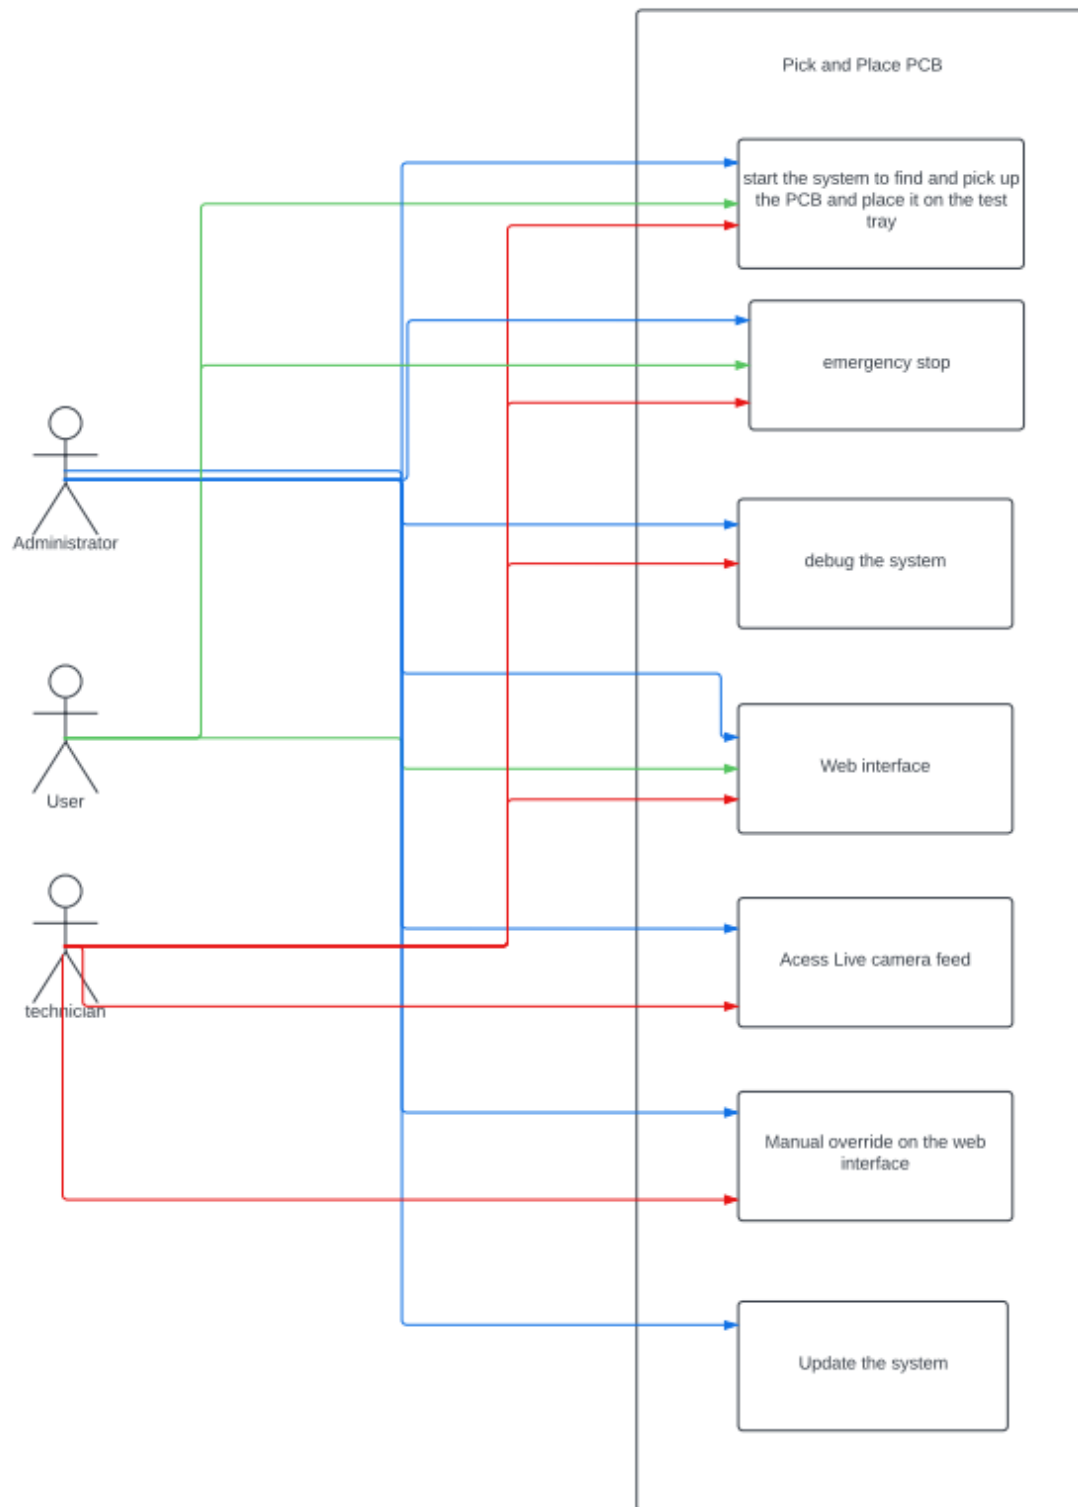 Pick and Place PCB
start the system to find and pick up
the PCB and place it on the test
tray
emergency stop
Administrator
debug the system
User
Web interface
technician
Acess Live camera feed
Manual override on the web
interface
Update the system